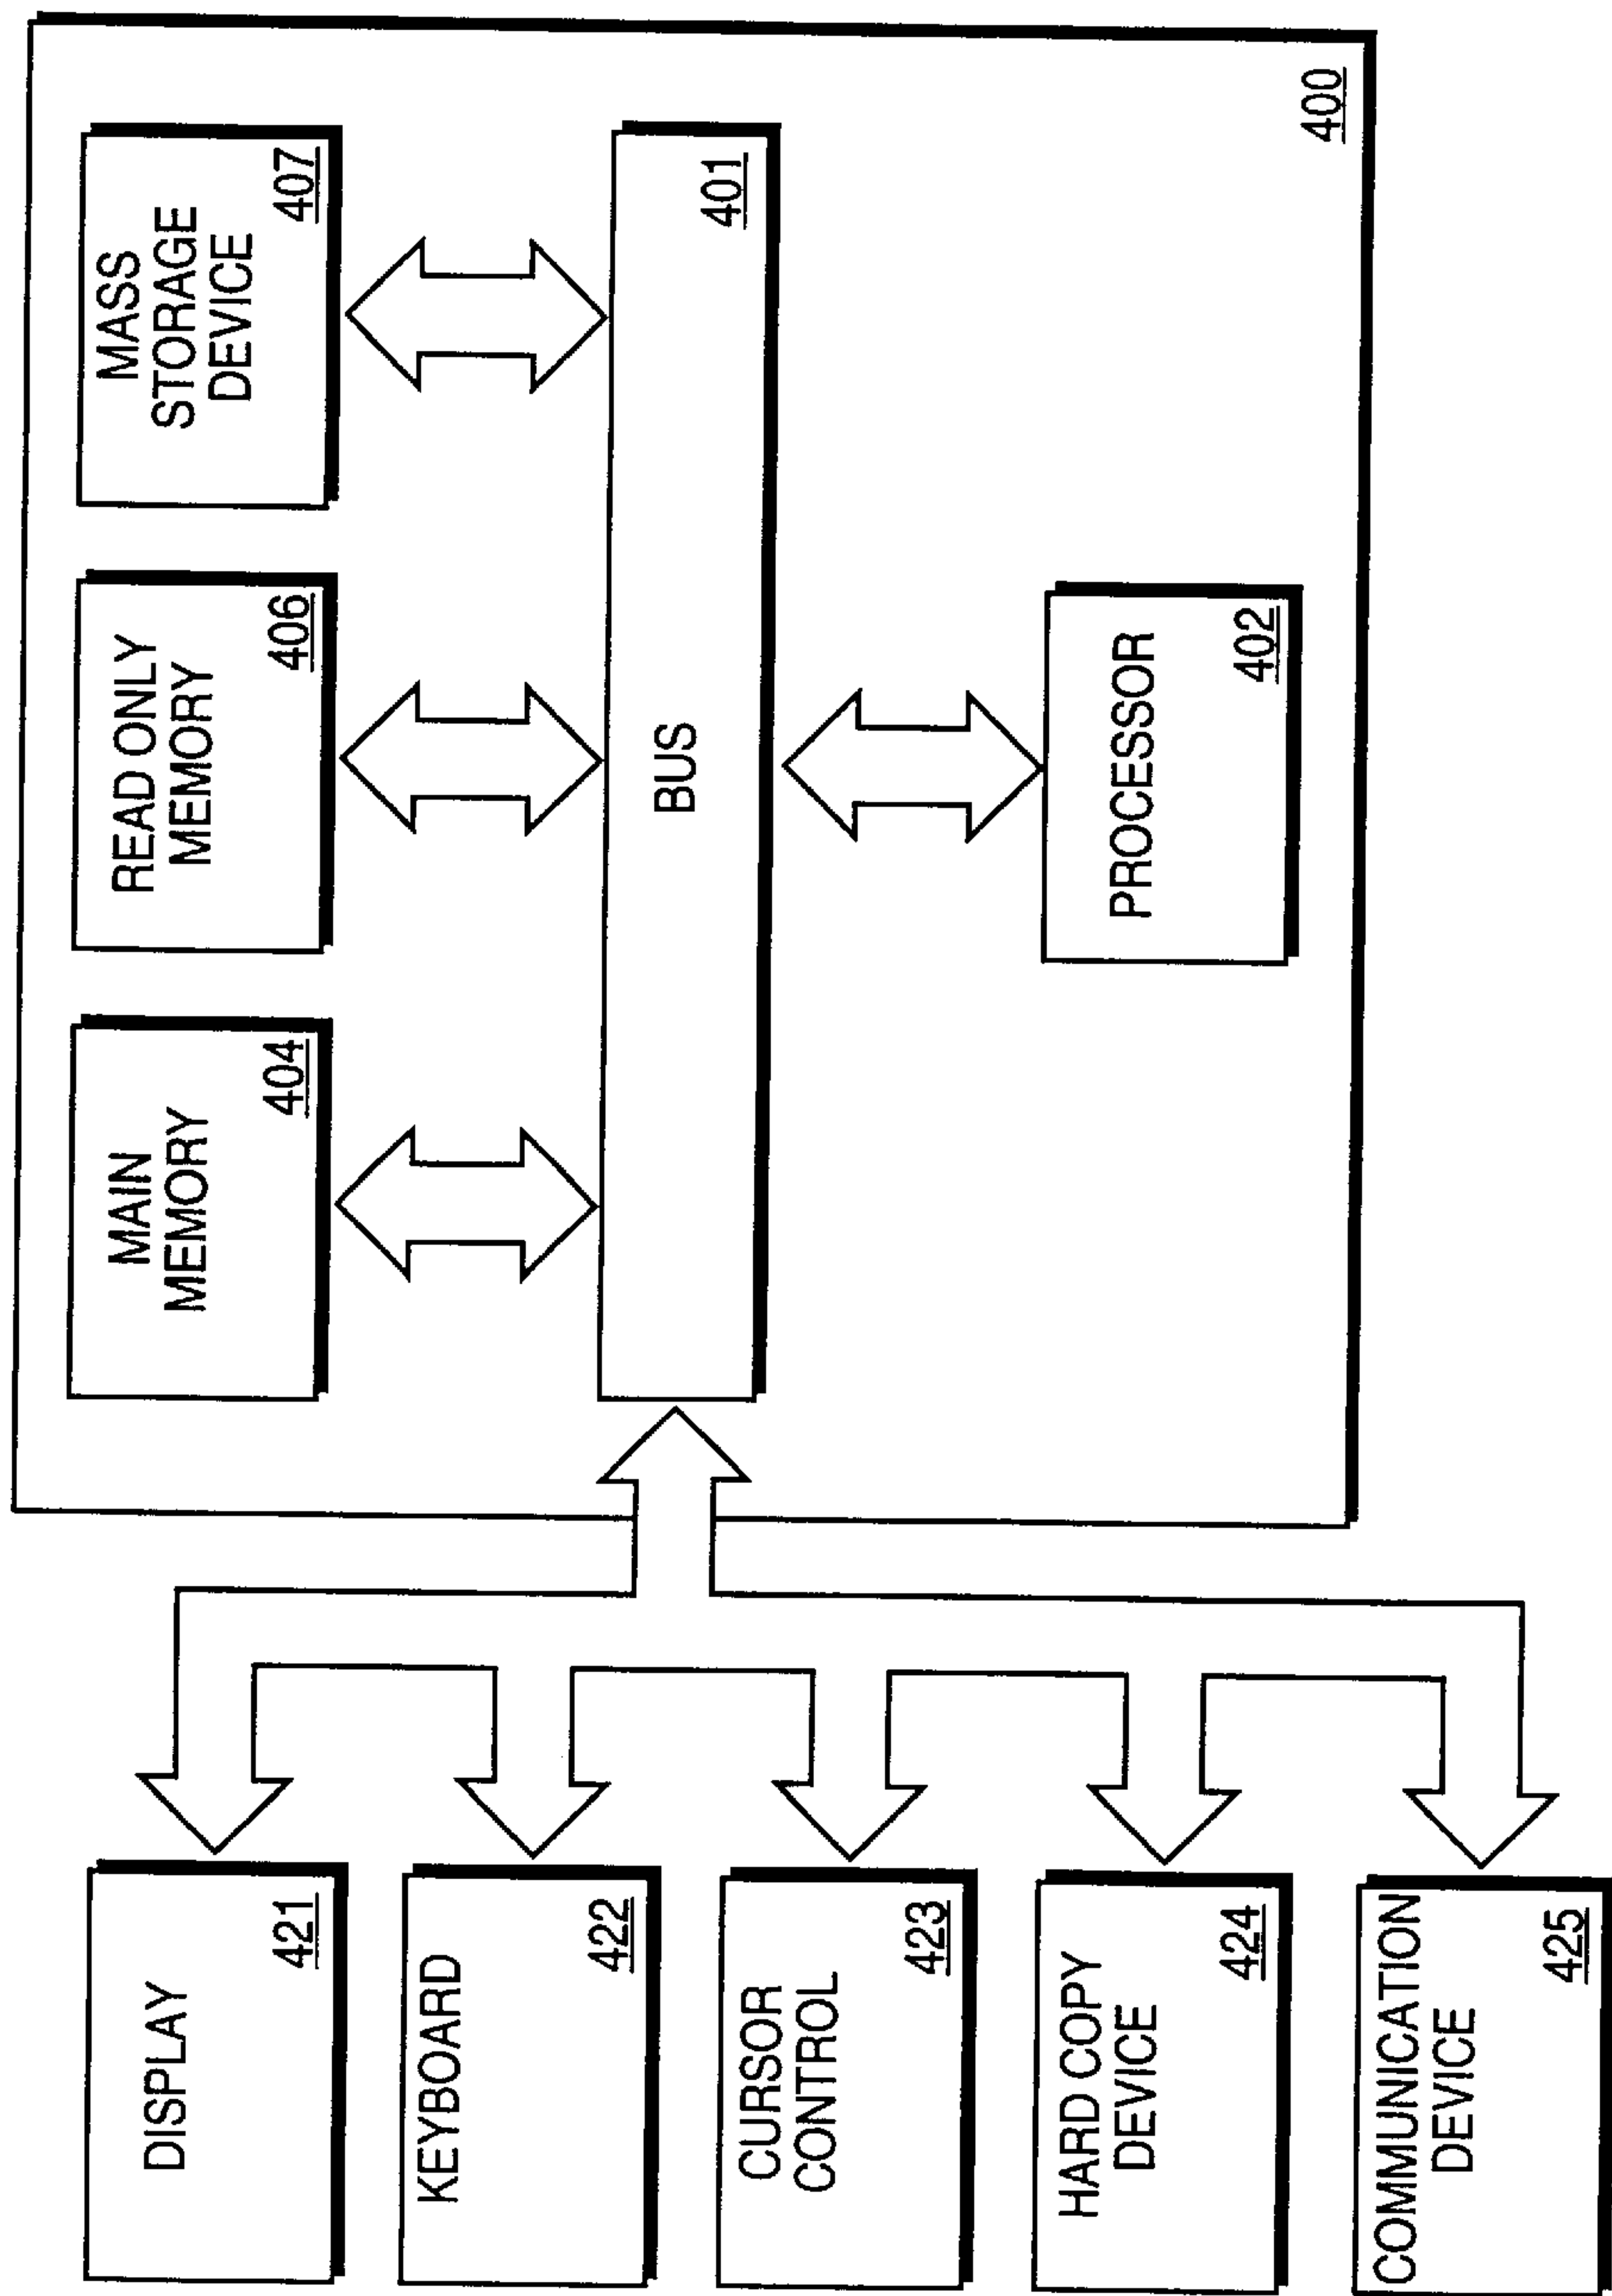 DISPLAY
421
KEYBOARD
422
CURSOR
CONTROL
423
HARD COPY
DEVICE
424
COMMUNICATION
DEVICE
425
MAIN
MEMORY
404
READ ONLY
MEMORY
406
MASS
STORAGE
DEVICE
407
BUS
401
PROCESSOR
402
400